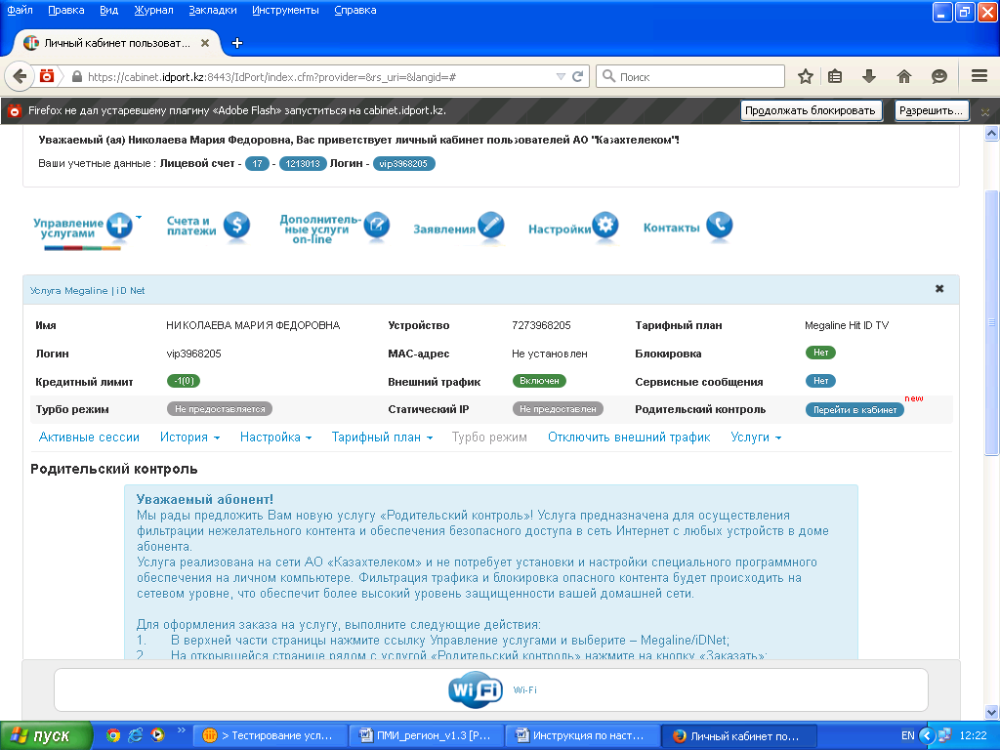 Файл Правка Вид Журнал Закладки Инструменты Справка
Личный кабинет пользоват...
https://cabinet.idport.kz:8443/IdPort/index.cfm?provider=&rs_uri=&langid=#
Поиск
Firefox не дал устаревшему плагину «Adobe Flash» запуститься на cabinet.idport.kz.
Продолжать блокировать
Разрешить...
Уважаемый (ая) Николаева Мария Федоровна, Вас приветствует личный кабинет пользователей АО "Казахтелеком"!
Ваши учетные данные : Лицевой счет - 17 - 1213013 Логин - vip3968205
Управление услугами
Счета и платежи
Дополнитель-
ные услуги
on-line
Заявления
Настройки
Контакты
Услуга Megaline | iD Net
Имя НИКОЛАЕВА МАРИЯ ФЕДОРОВНА Устройство 7273968205 Тарифный план Megaline Hit ID TV
Логин vip3968205 MAC-адрес Не установлен Блокировка Нет
Кредитный лимит -1(0) Внешний трафик Включен Сервисные сообщения Нет
Турбо режим Не предоставляется Статический IP Не предоставлен Родительский контроль Перейти в кабинет new
Активные сессии История Настройка Тарифный план Турбо режим Отключить внешний трафик Услуги
Родительский контроль
Уважаемый абонент!
Мы рады предложить Вам новую услугу «Родительский контроль»! Услуга предназначена для осуществления
фильтрации нежелательного контента и обеспечения безопасного доступа в сеть Интернет с любых устройств в доме
абонента.
Услуга реализована на сети АО «Казахтелеком» и не потребует установки и настройки специального программного
обеспечения на личном компьютере. Фильтрация трафика и блокировка опасного контента будет происходить на
сетевом уровне, что обеспечит более высокий уровень защищенности вашей домашней сети.
Для оформления заказа на услугу, выполните следующие действия:
1. В верхней части страницы нажмите ссылку Управление услугами и выберите – Megaline/iDNet;
2. На открывшейся странице рядом с услугой «Родительский контроль» нажмите на кнопку «Заказать»;
Wi Fi Wi-Fi
пуск
> Тестирование усл...
ПМИ_регион_v1.3 [Р...
Инструкция по наст...
Личный кабинет по...
EN
12:22